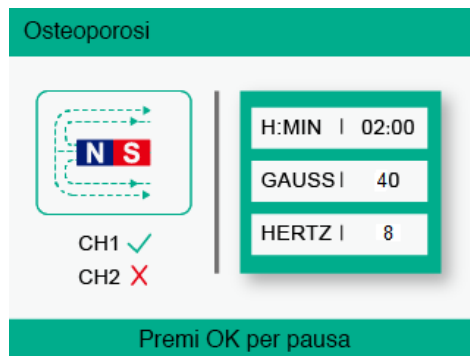 Osteoporosi
N S
CH1 ✓
CH2 X
H:MIN | 02:00
GAUSS | 40
HERTZ | 8
Premi OK per pausa